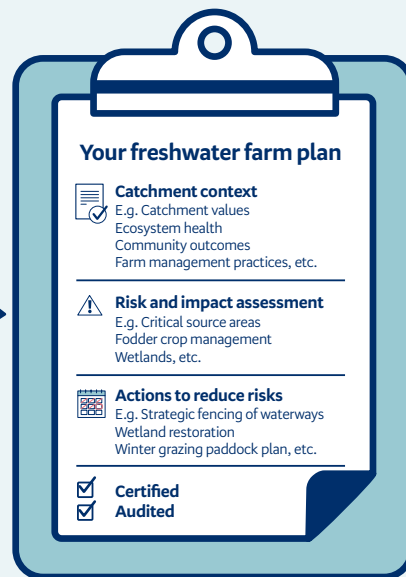 Your freshwater farm plan
Catchment context
E.g. Catchment values
Ecosystem health
Community outcomes
Farm management practices, etc.
Risk and impact assessment
E.g. Critical source areas
Fodder crop management
Wetlands, etc.
Actions to reduce risks
E.g. Strategic fencing of waterways
Wetland restoration
Winter grazing paddock plan, etc.
Certified
Audited